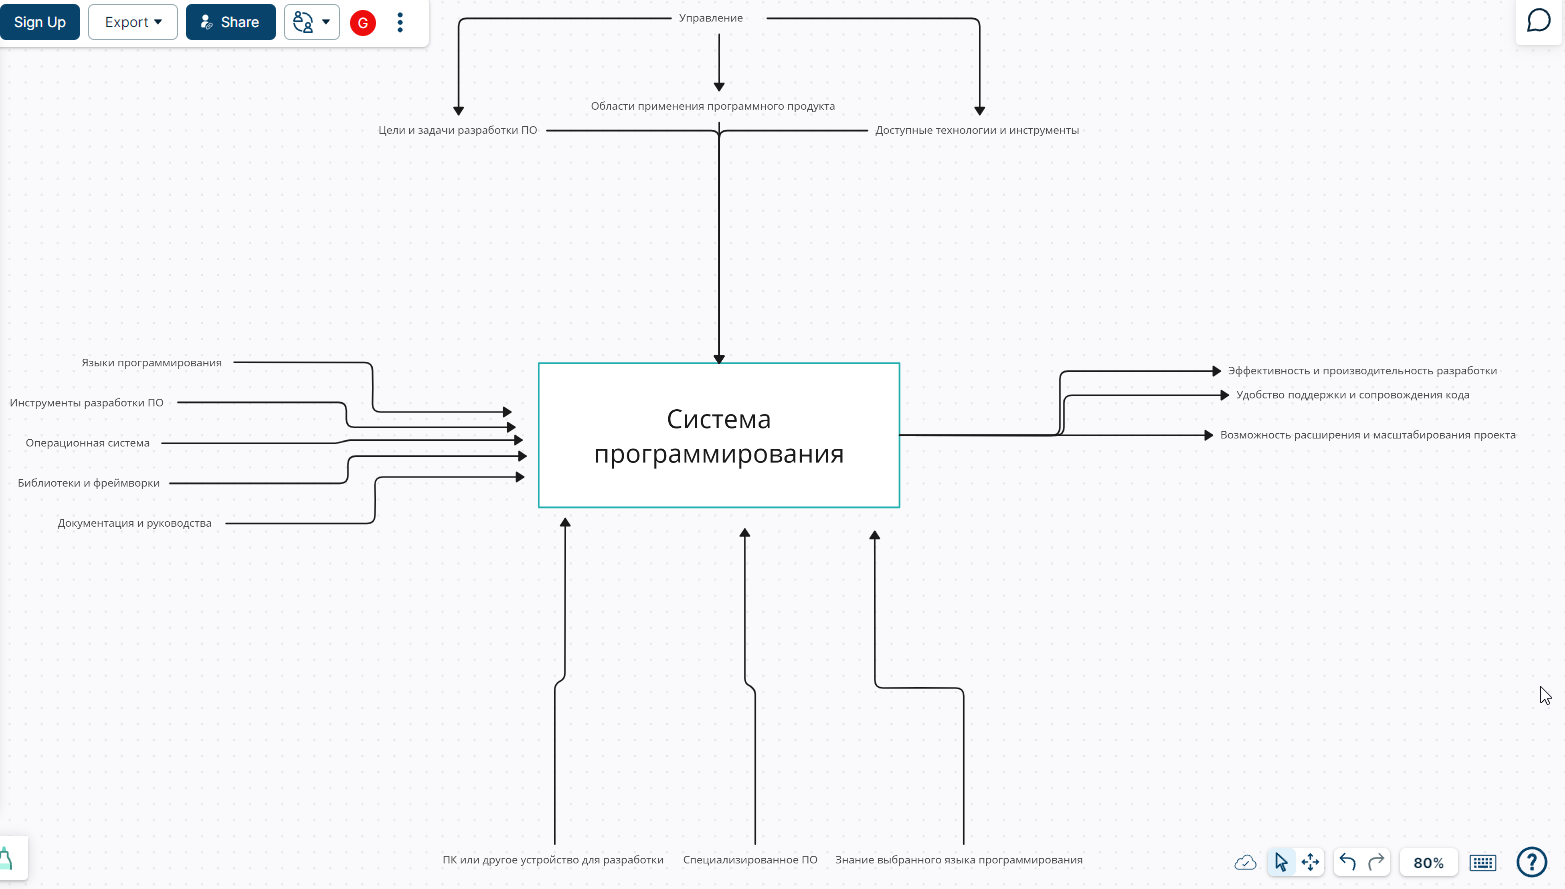 Sign Up
Export
Share
G
Управление
Области применения программного продукта
Цели и задачи разработки ПО
Доступные технологии и инструменты
Языки программирования
Инструменты разработки ПО
Операционная система
Библиотеки и фреймворки
Документация и руководства
Система
программирования
Эффективность и производительность разработки
Удобство поддержки и сопровождения кода
Возможность расширения и масштабирования проекта
ПК или другое устройство для разработки
Специализированное ПО
Знание выбранного языка программирования
80%
?